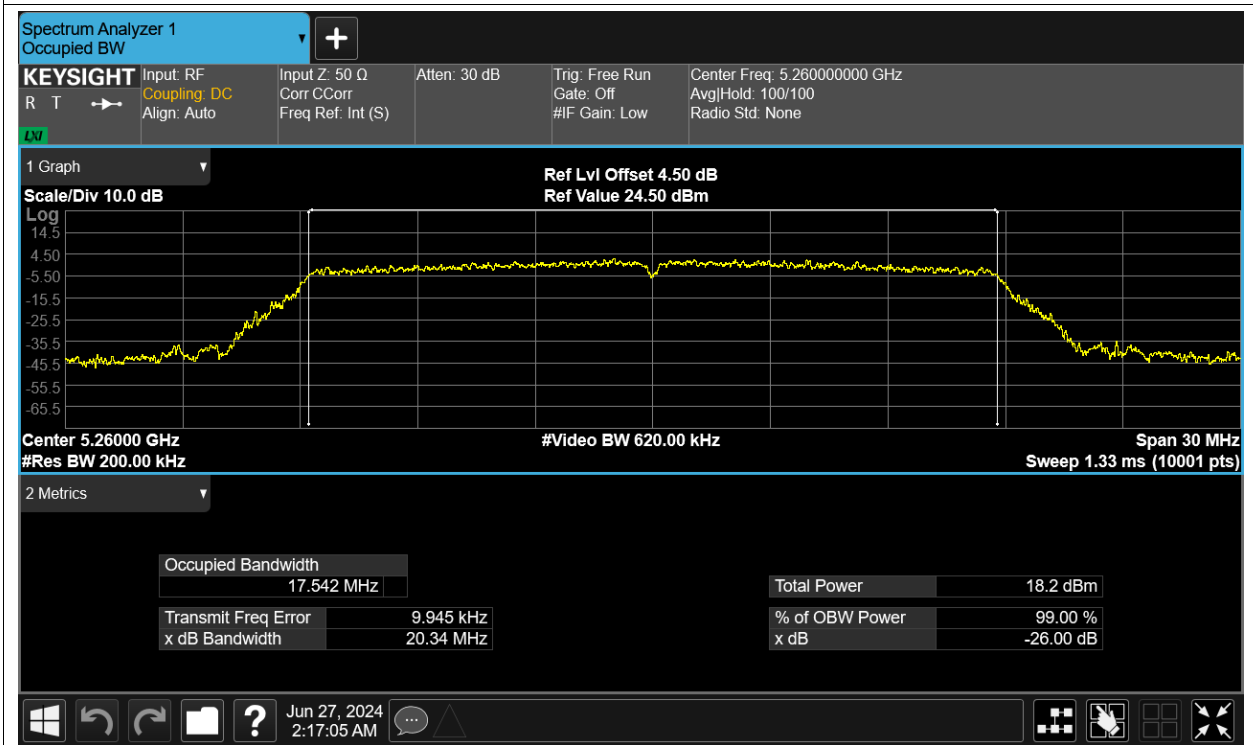 Spectrum Analyzer 1
Occupied BW
KEYSIGHT
R T
LXI
Input: RF
Coupling: DC
Align: Auto
Input Z: 50 Ω
Corr CCorr
Freq Ref: Int (S)
Atten: 30 dB
Trig: Free Run
Gate: Off
#IF Gain: Low
Center Freq: 5.260000000 GHz
Avg|Hold: 100/100
Radio Std: None
1 Graph
Scale/Div 10.0 dB
Ref Lvl Offset 4.50 dB
Ref Value 24.50 dBm
Log
14.5
4.50
-5.50
-15.5
-25.5
-35.5
-45.5
-55.5
-65.5
Center 5.26000 GHz
#Video BW 620.00 kHz
Span 30 MHz
#Res BW 200.00 kHz
Sweep 1.33 ms (10001 pts)
2 Metrics
Occupied Bandwidth
17.542 MHz
Total Power 18.2 dBm
Transmit Freq Error 9.945 kHz
% of OBW Power 99.00 %
x dB Bandwidth 20.34 MHz
x dB -26.00 dB
?
Jun 27, 2024
2:17:05 AM